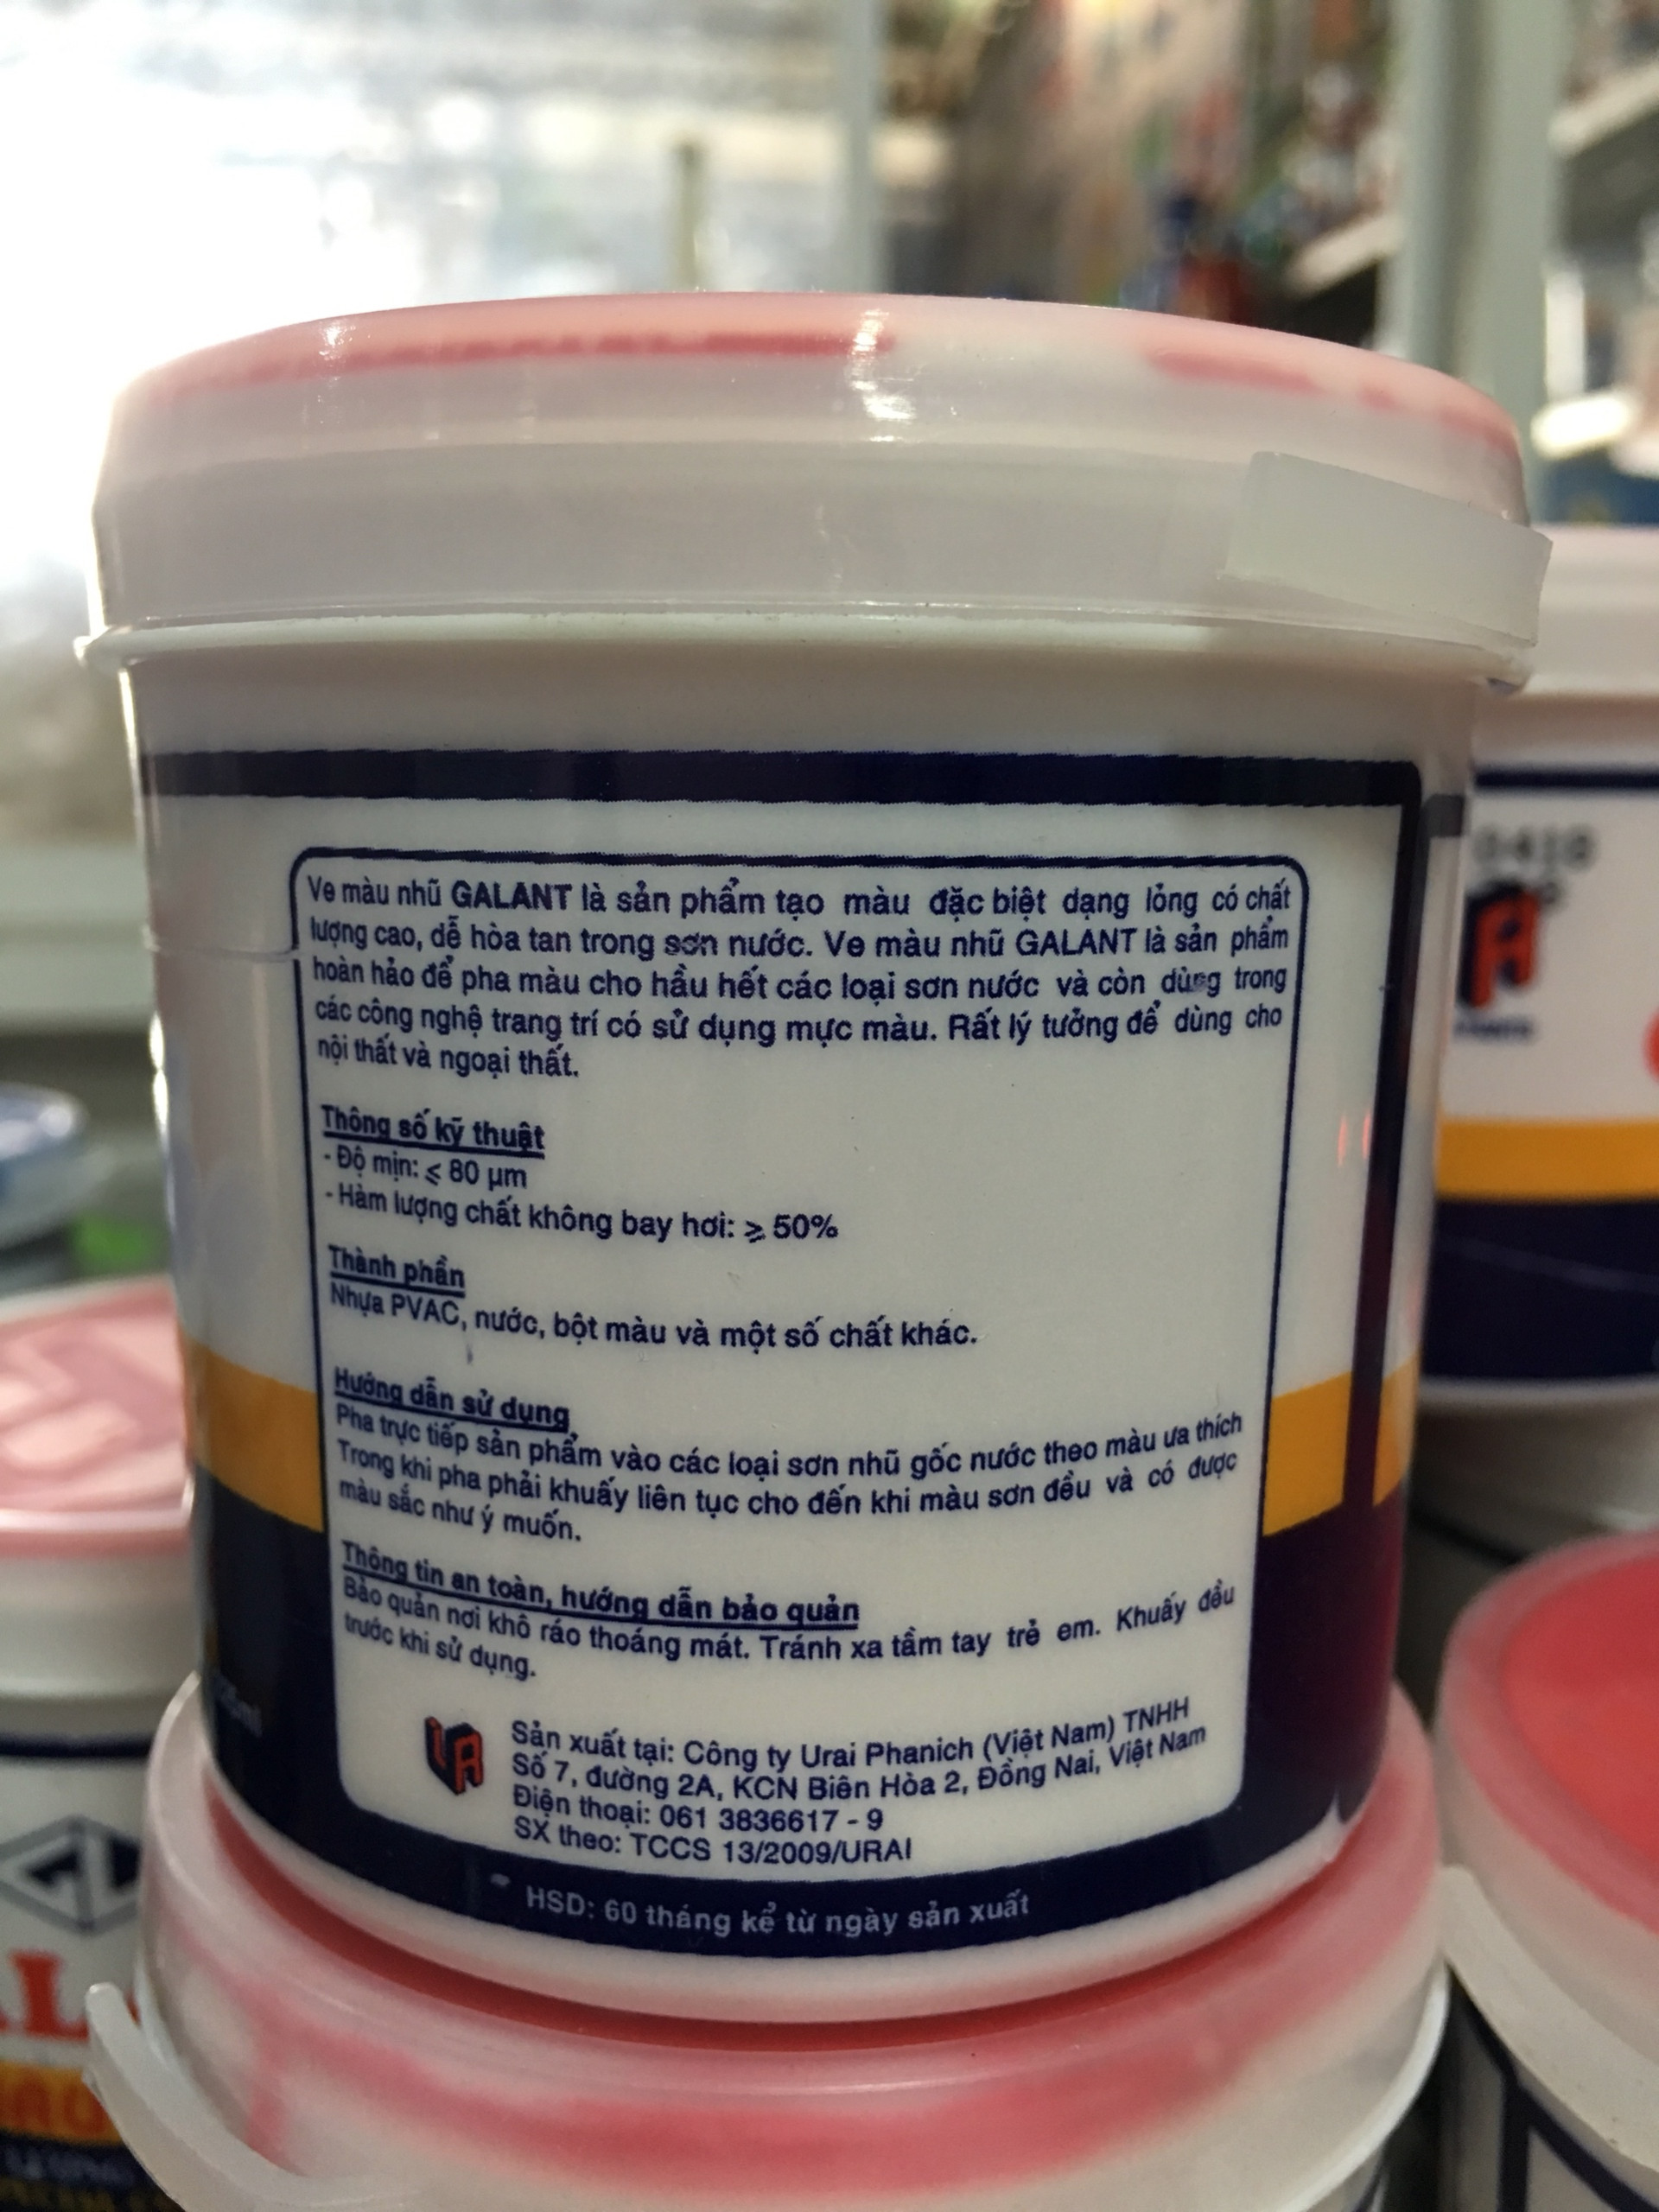 Ve màu nhũ GALANT là sản phẩm tạo màu đặc biệt dạng lỏng có chất
lượng cao, dễ hòa tan trong sơn nước. Ve màu nhũ GALANT là sản phẩm
hoàn hảo để pha màu cho hầu hết các loại sơn nước và còn dùng trong
các công nghệ trang trí có sử dụng mực màu. Rất lý tưởng để dùng cho
nội thất và ngoại thất.
Thông số kỹ thuật
- Độ mịn: ⩽ 80 µm
- Hàm lượng chất không bay hơi: ⩾ 50%
Thành phần
Nhựa PVAC, nước, bột màu và một số chất khác.
Hướng dẫn sử dụng
Pha trực tiếp sản phẩm vào các loại sơn nhũ gốc nước theo màu ưa thích
Trong khi pha phải khuấy liên tục cho đến khi màu sơn đều và có được
màu sắc như ý muốn.
Thông tin an toàn, hướng dẫn bảo quản
Bảo quản nơi khô ráo thoáng mát. Tránh xa tầm tay trẻ em. Khuấy đều
trước khi sử dụng.
UA
Sản xuất tại: Công ty Urai Phanich (Việt Nam) TNHH
Số 7, đường 2A, KCN Biên Hòa 2, Đồng Nai, Việt Nam
Điện thoại: 061 3836617 - 9
SX theo: TCCS 13/2009/URAI
HSD: 60 tháng kể từ ngày sản xuất